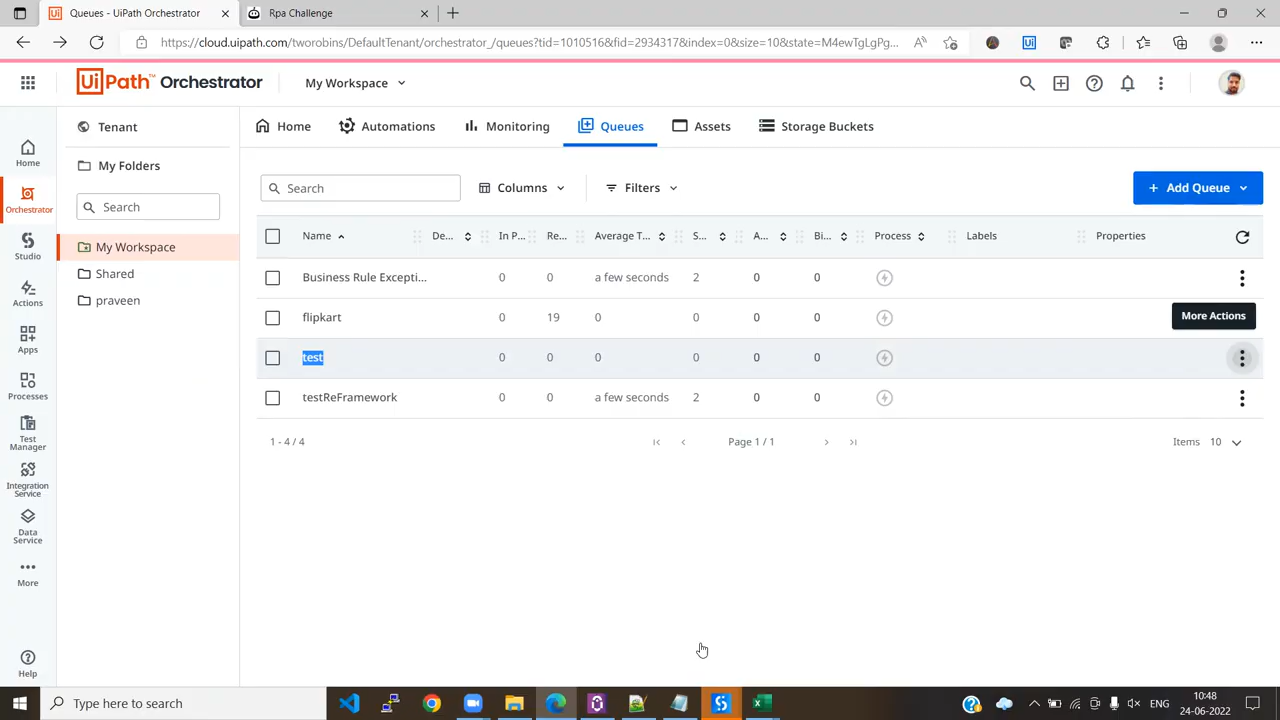 Queues - UiPath Orchestrator
Rpa Challenge
https://cloud.uipath.com/tworobins/DefaultTenant/orchestrator_/queues?tid=1010516&fid=2934317&index=0&size=10&state=M4ewTgLgPg...
UiPath™ Orchestrator
My Workspace
Home
Orchestrator
Studio
Actions
Apps
Processes
Test
Manager
Integration
Service
Data
Service
More
Help
Tenant
My Folders
Search
My Workspace
Shared
praveen
Home Automations Monitoring Queues Assets Storage Buckets
Search Columns Filters Add Queue
Name De... In P... Re... Average T... S... A... Bi... Process Labels Properties
Business Rule Excepti... 0 0 a few seconds 2 0 0
flipkart 0 19 0 0 0 0
More Actions
test 0 0 0 0 0 0
testReFramework 0 0 a few seconds 2 0 0
1 - 4 / 4 Page 1 / 1 Items 10
Type here to search
ENG
10:48
24-06-2022